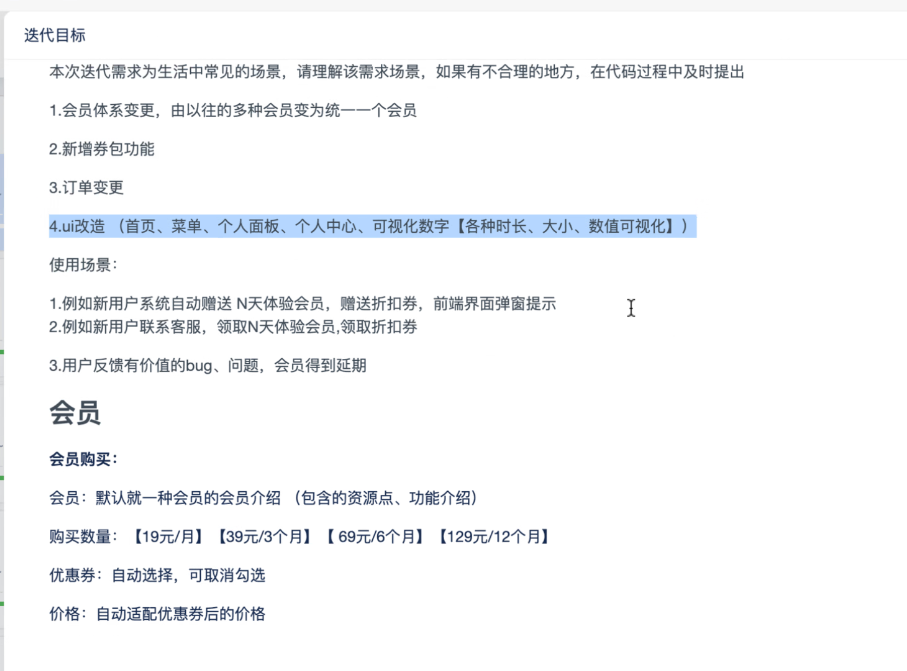 迭代目标
本次迭代需求为生活中常见的场景，请理解该需求场景，如果有不合理的地方，在代码过程中及时提出
1.会员体系变更，由以往的多种会员变为统一一个会员
2.新增券包功能
3.订单变更
4.ui改造 （首页、菜单、个人面板、个人中心、可视化数字【各种时长、大小、数值可视化】）
使用场景：
1.例如新用户系统自动赠送 N天体验会员，赠送折扣券，前端界面弹窗提示
2.例如新用户联系客服，领取N天体验会员,领取折扣券
3.用户反馈有价值的bug、问题，会员得到延期
会员
会员购买：
会员：默认就一种会员的会员介绍 （包含的资源点、功能介绍）
购买数量：【19元/月】【39元/3个月】【 69元/6个月】【129元/12个月】
优惠券：自动选择，可取消勾选
价格：自动适配优惠券后的价格